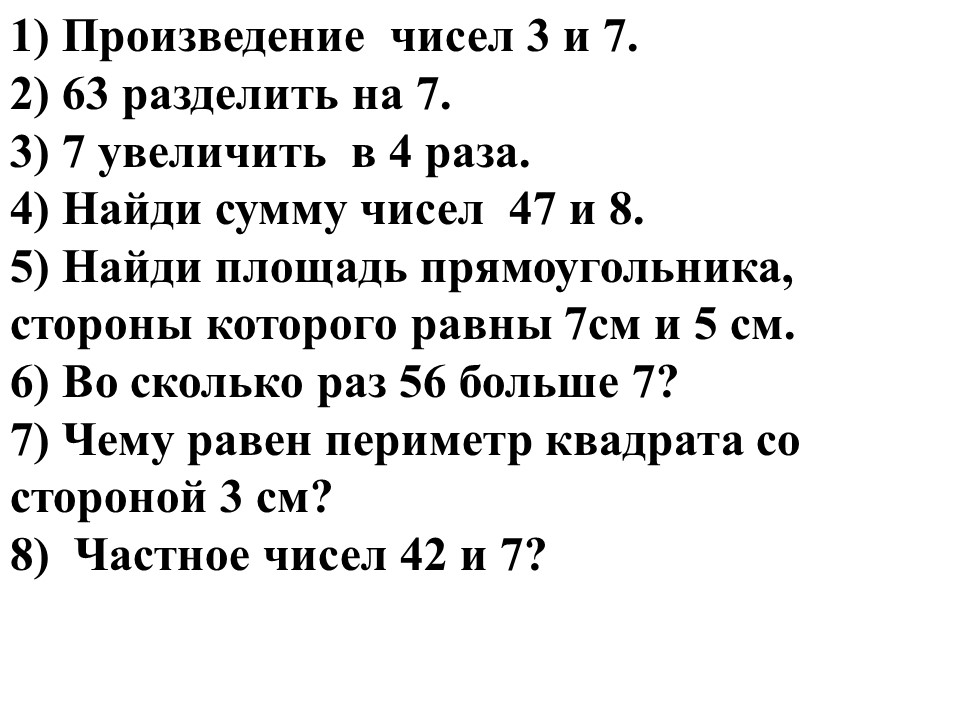 1) Произведение чисел 3 и 7.
2) 63 разделить на 7.
3) 7 увеличить в 4 раза.
4) Найди сумму чисел 47 и 8.
5) Найди площадь прямоугольника,
стороны которого равны 7см и 5 см.
6) Во сколько раз 56 больше 7?
7) Чему равен периметр квадрата со
стороной 3 см?
8) Частное чисел 42 и 7?